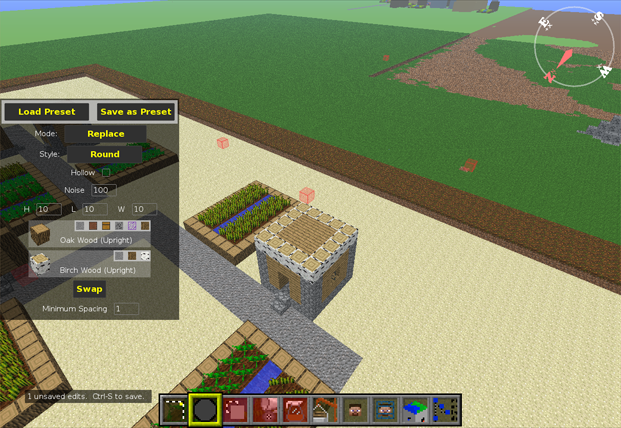 Load Preset Save as Preset
Mode: Replace
Style: Round
Hollow
Noise 100
H 10 L 10 W 10
Oak Wood (Upright)
Birch Wood (Upright)
Swap
Minimum Spacing 1
1 unsaved edits. Ctrl-S to save.
E S
N W